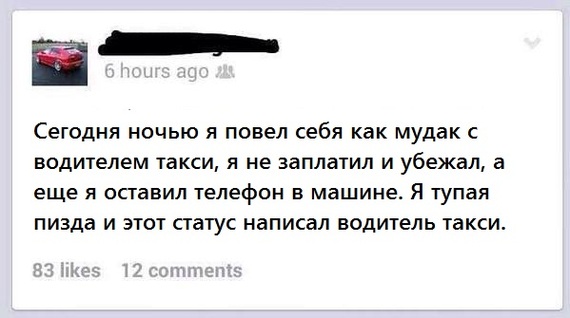 6 hours ago
Сегодня ночью я повел себя как мудак с
водителем такси, я не заплатил и убежал, а
еще я оставил телефон в машине. Я тупая
пизда и этот статус написал водитель такси.
83 likes 12 comments